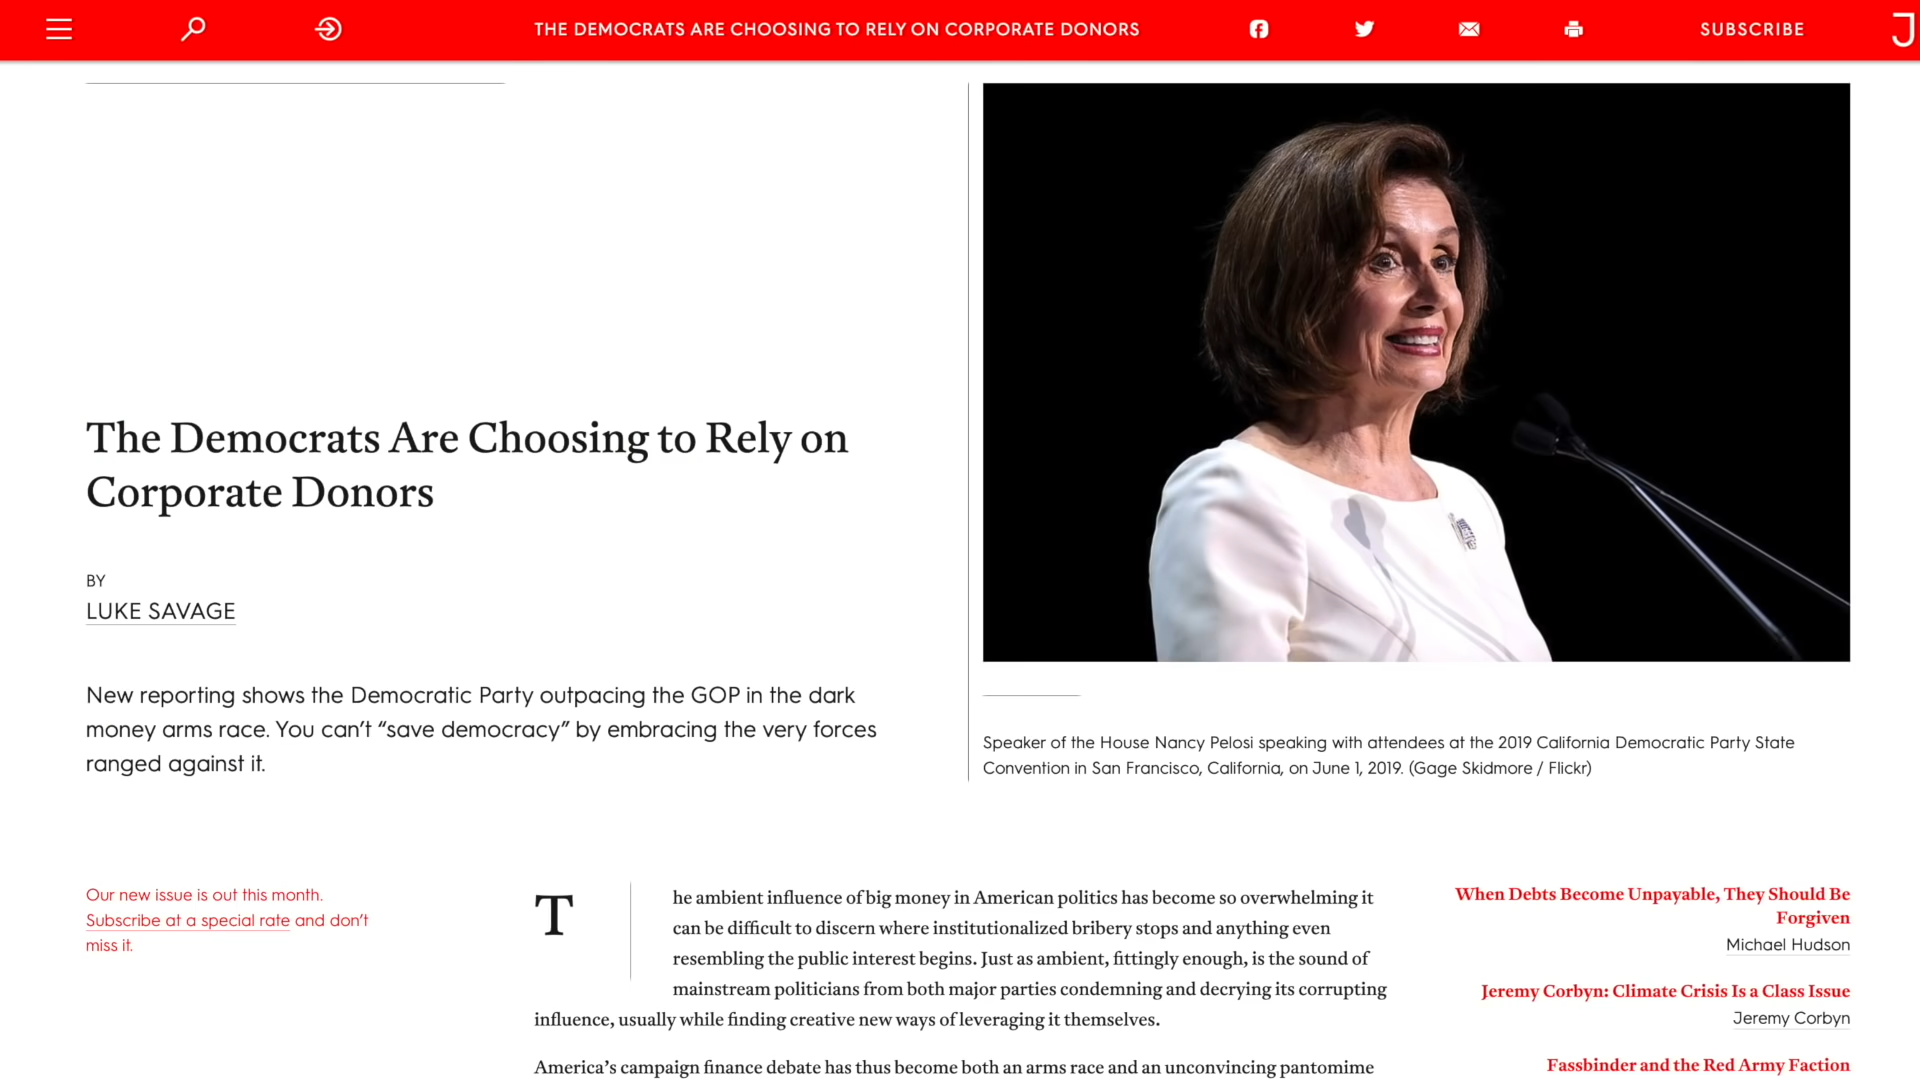 THE DEMOCRATS ARE CHOOSING TO RELY ON CORPORATE DONORS
SUBSCRIBE
J
The Democrats Are Choosing to Rely on
Corporate Donors
BY
LUKE SAVAGE
New reporting shows the Democratic Party outpacing the GOP in the dark
money arms race. You can’t “save democracy” by embracing the very forces
ranged against it.
Speaker of the House Nancy Pelosi speaking with attendees at the 2019 California Democratic Party State
Convention in San Francisco, California, on June 1, 2019. (Gage Skidmore / Flickr)
Our new issue is out this month.
Subscribe at a special rate and don’t
miss it.
The ambient influence of big money in American politics has become so overwhelming it
can be difficult to discern where institutionalized bribery stops and anything even
resembling the public interest begins. Just as ambient, fittingly enough, is the sound of
mainstream politicians from both major parties condemning and decrying its corrupting
influence, usually while finding creative new ways of leveraging it themselves.
America’s campaign finance debate has thus become both an arms race and an unconvincing pantomime
When Debts Become Unpayable, They Should Be
Forgiven
Michael Hudson
Jeremy Corbyn: Climate Crisis Is a Class Issue
Jeremy Corbyn
Fassbinder and the Red Army Faction